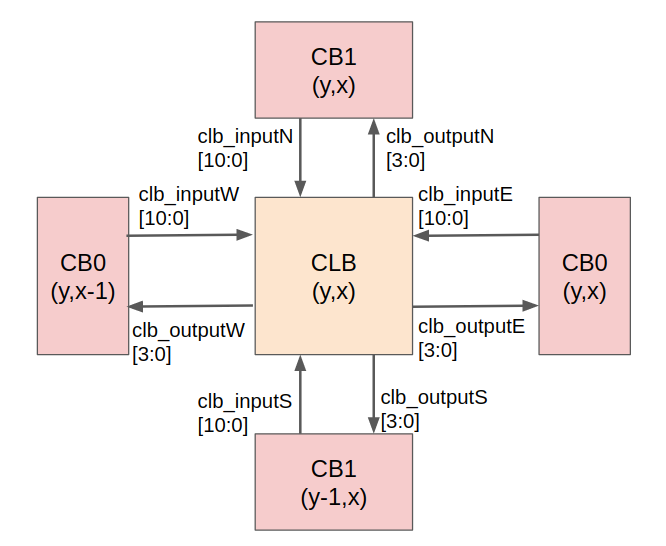 CB1
(y,x)
clb_inputN
[10:0]
clb_outputN
[3:0]
clb_inputW
[10:0]
clb_inputE
[10:0]
CB0
(y,x-1)
CLB
(y,x)
CB0
(y,x)
clb_outputW
[3:0]
clb_outputE
[3:0]
clb_inputS
[10:0]
clb_outputS
[3:0]
CB1
(y-1,x)